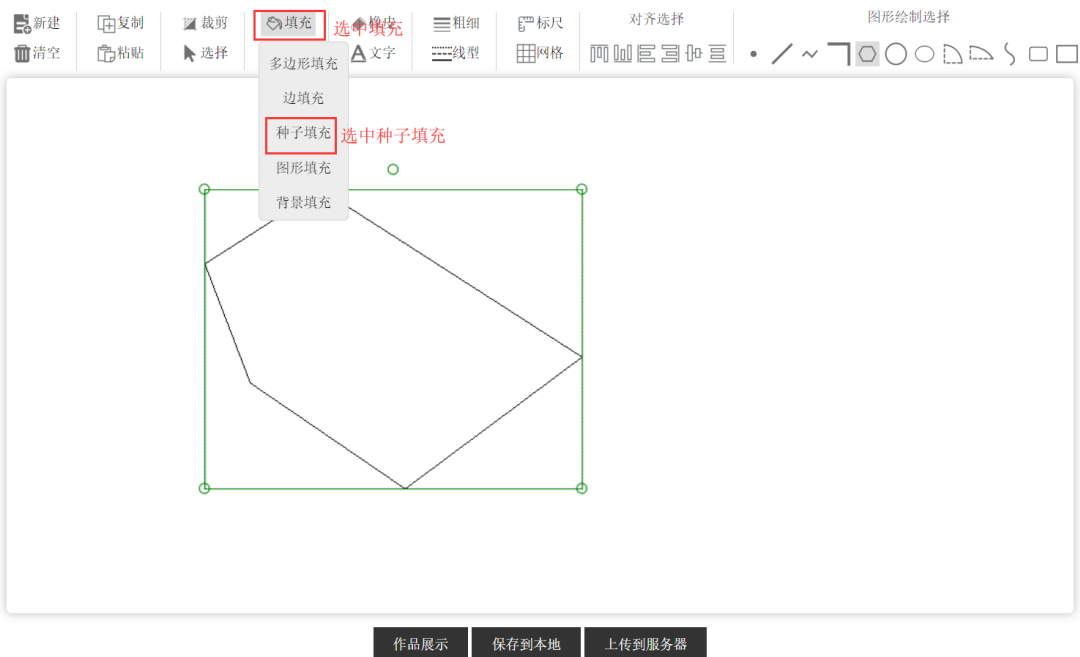 新建 复制 裁剪 填充 橡皮 粗细 标尺 对齐选择 图形绘制选择
选中填充
清空 粘贴 选择 文字 线型 网格
多边形填充
边填充
种子填充 选中种子填充
图形填充
背景填充
作品展示 保存到本地 上传到服务器